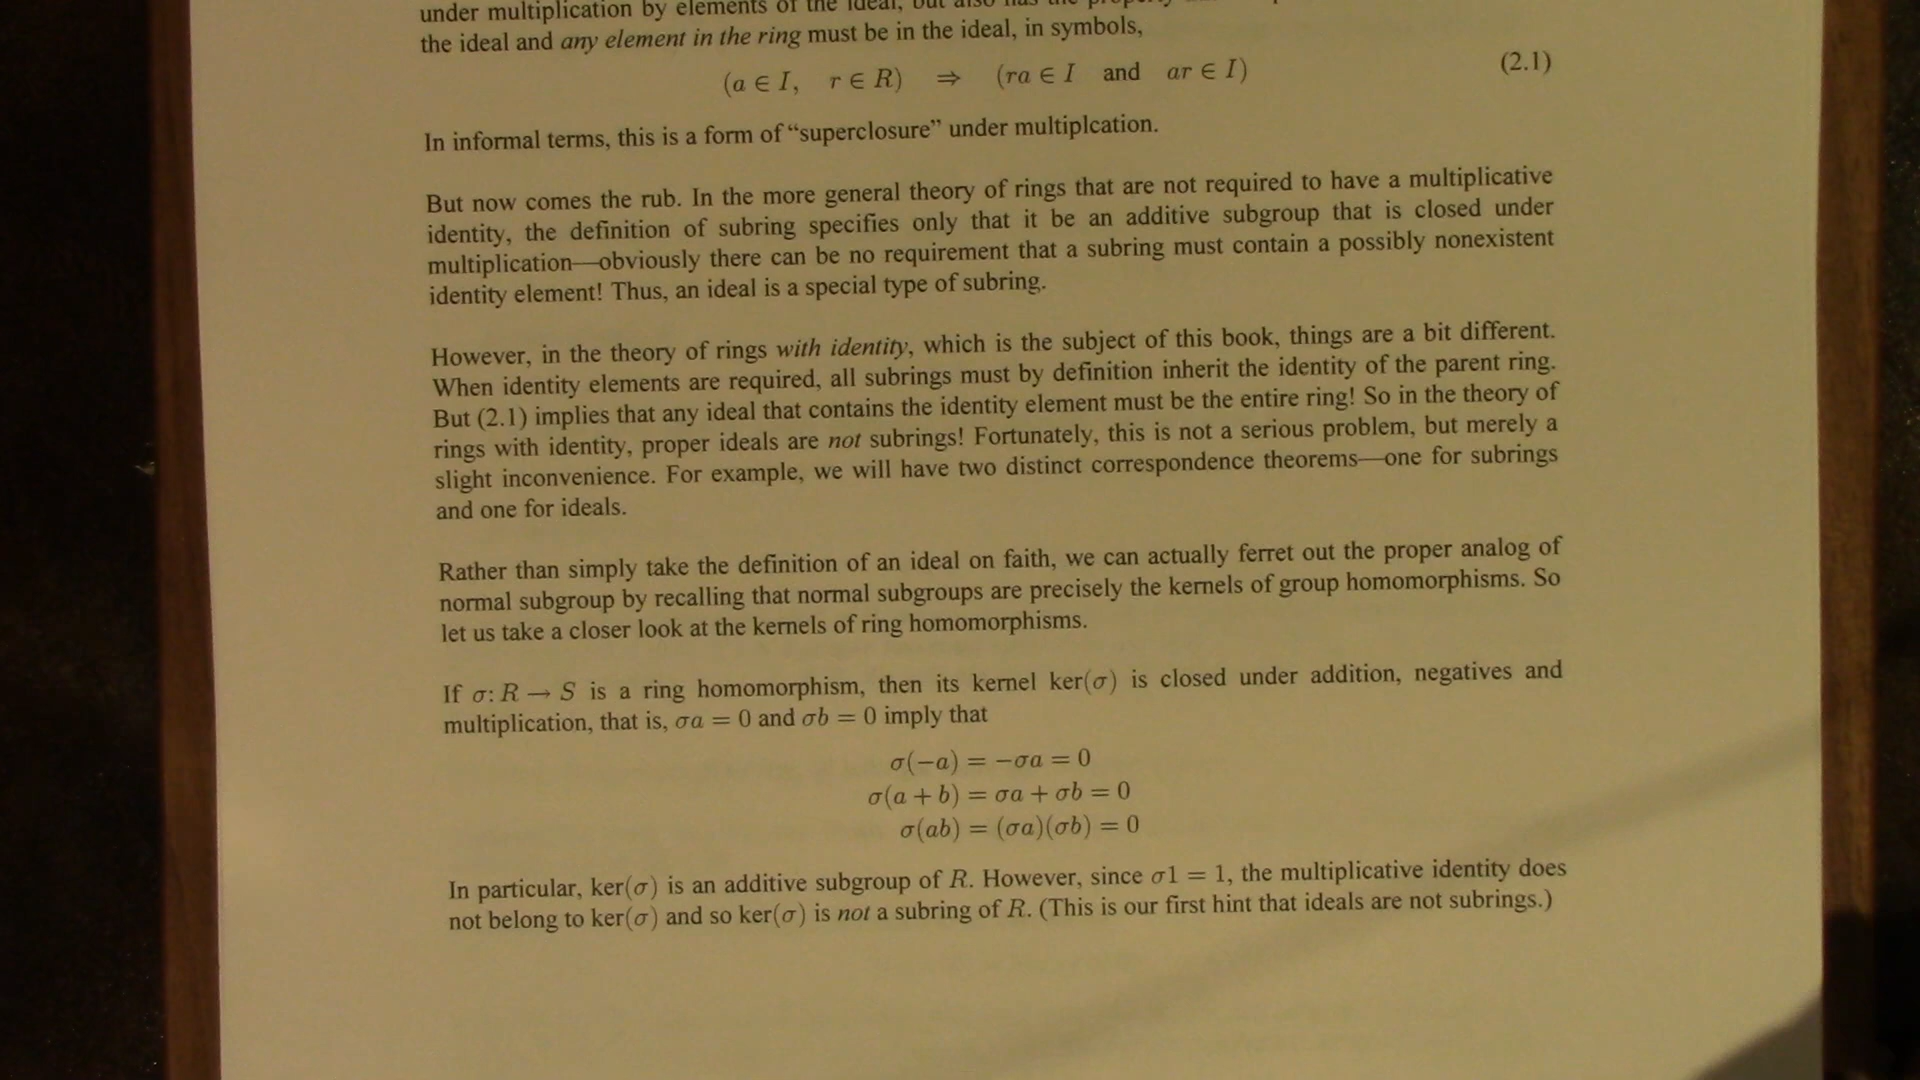 under multiplication by elements of the ideal, but also has the property
the ideal and any element in the ring must be in the ideal, in symbols,
(a ∈ I, r ∈ R) ⇒ (ra ∈ I and ar ∈ I) (2.1)
In informal terms, this is a form of “superclosure” under multiplcation.
But now comes the rub. In the more general theory of rings that are not required to have a multiplicative
identity, the definition of subring specifies only that it be an additive subgroup that is closed under
multiplication—obviously there can be no requirement that a subring must contain a possibly nonexistent
identity element! Thus, an ideal is a special type of subring.
However, in the theory of rings with identity, which is the subject of this book, things are a bit different.
When identity elements are required, all subrings must by definition inherit the identity of the parent ring.
But (2.1) implies that any ideal that contains the identity element must be the entire ring! So in the theory of
rings with identity, proper ideals are not subrings! Fortunately, this is not a serious problem, but merely a
slight inconvenience. For example, we will have two distinct correspondence theorems—one for subrings
and one for ideals.
Rather than simply take the definition of an ideal on faith, we can actually ferret out the proper analog of
normal subgroup by recalling that normal subgroups are precisely the kernels of group homomorphisms. So
let us take a closer look at the kernels of ring homomorphisms.
If σ: R → S is a ring homomorphism, then its kernel ker(σ) is closed under addition, negatives and
multiplication, that is, σa = 0 and σb = 0 imply that
σ(−a) = −σa = 0
σ(a + b) = σa + σb = 0
σ(ab) = (σa)(σb) = 0
In particular, ker(σ) is an additive subgroup of R. However, since σ1 = 1, the multiplicative identity does
not belong to ker(σ) and so ker(σ) is not a subring of R. (This is our first hint that ideals are not subrings.)